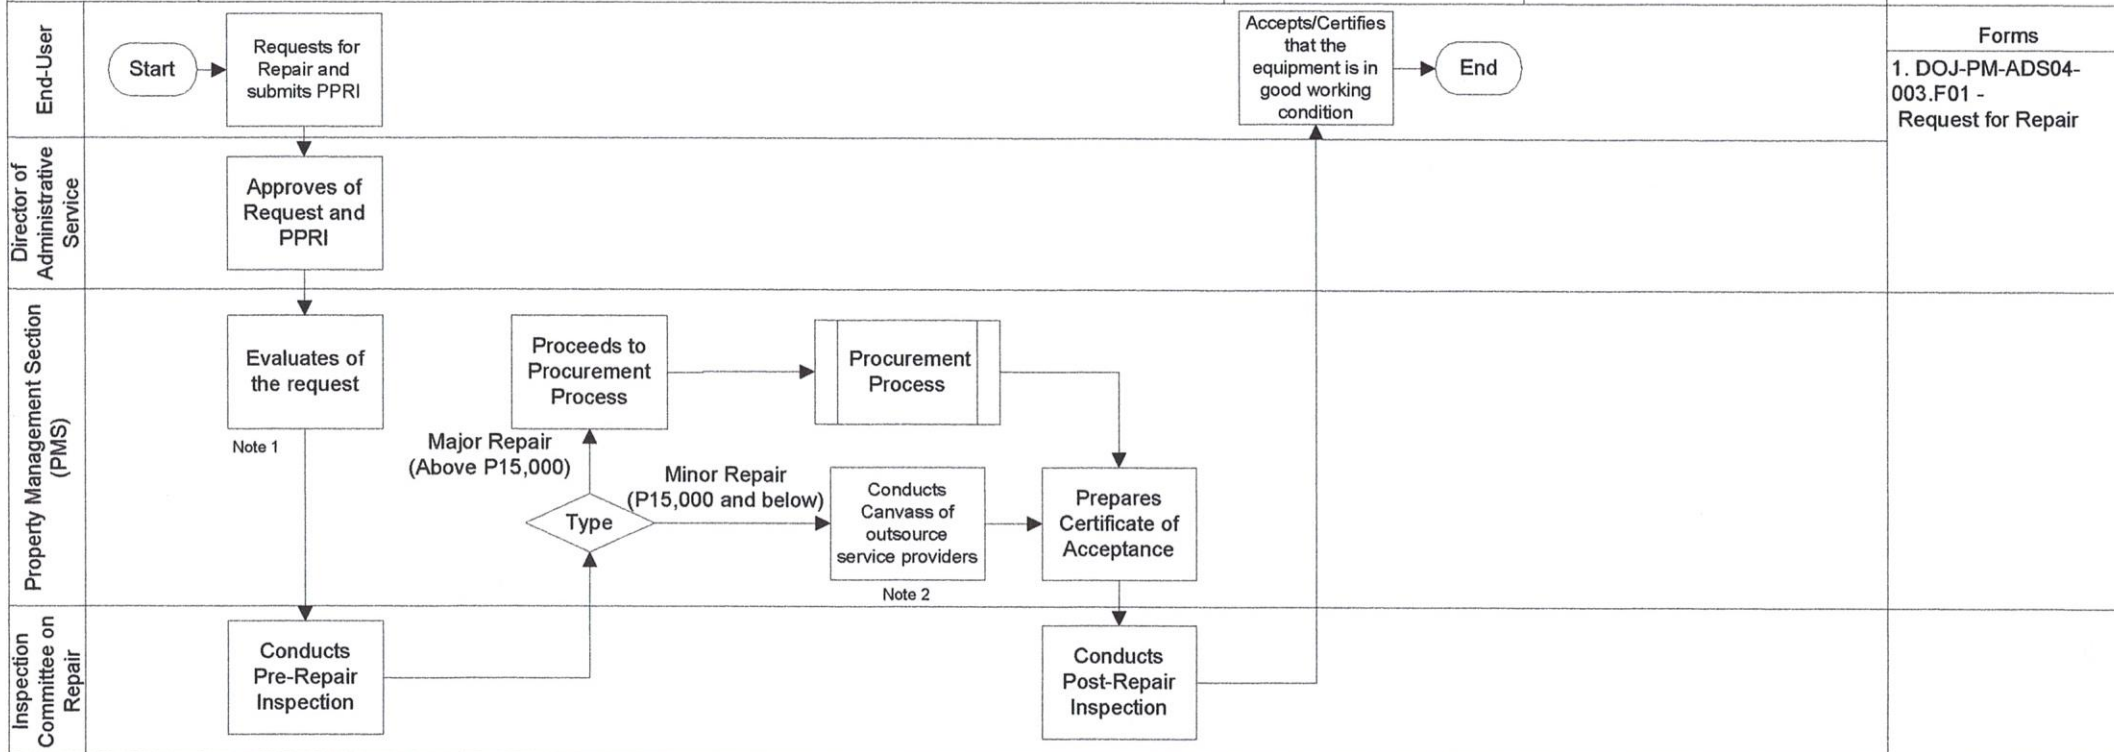 End-User
Start
Requests for
Repair and
submits PPRI
Accepts/Certifies
that the
equipment is in
good working
condition
End
Forms
1. DOJ-PM-ADS04-
003.F01 -
Request for Repair
Director of
Administrative
Service
Approves of
Request and
PPRI
Property Management Section
(PMS)
Evaluates of
the request
Note 1
Proceeds to
Procurement
Process
Procurement
Process
Major Repair
(Above P15,000)
Type
Minor Repair
(P15,000 and below)
Conducts
Canvass of
outsource
service providers
Note 2
Prepares
Certificate of
Acceptance
Inspection
Committee on
Repair
Conducts
Pre-Repair
Inspection
Conducts
Post-Repair
Inspection